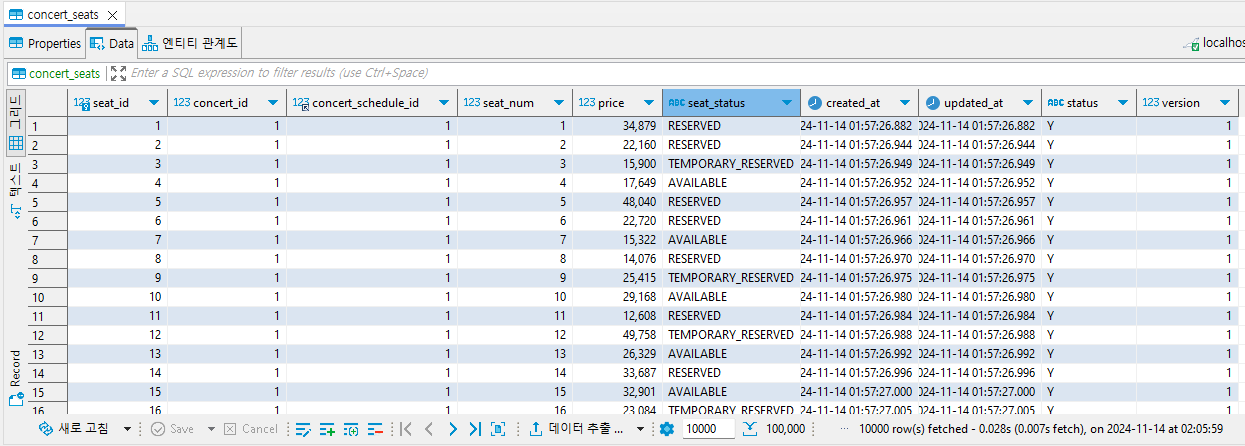 concert_seats
Properties Data 엔티티 관계도 localhos
concert_seats Enter a SQL expression to filter results (use Ctrl+Space)
그리드
텍스트
Record
123 seat_id 123 concert_id 123 concert_schedule_id 123 seat_num 123 price ABC seat_status created_at updated_at ABC status 123 version
1 1 1 1 1 34,879 RESERVED 24-11-14 01:57:26.882 024-11-14 01:57:26.882 Y 1
2 2 1 1 2 22,160 RESERVED 24-11-14 01:57:26.944 024-11-14 01:57:26.944 Y 1
3 3 1 1 3 15,900 TEMPORARY_RESERVED 24-11-14 01:57:26.949 024-11-14 01:57:26.949 Y 1
4 4 1 1 4 17,649 AVAILABLE 24-11-14 01:57:26.952 024-11-14 01:57:26.952 Y 1
5 5 1 1 5 48,040 RESERVED 24-11-14 01:57:26.957 024-11-14 01:57:26.957 Y 1
6 6 1 1 6 22,720 RESERVED 24-11-14 01:57:26.961 024-11-14 01:57:26.961 Y 1
7 7 1 1 7 15,322 AVAILABLE 24-11-14 01:57:26.966 024-11-14 01:57:26.966 Y 1
8 8 1 1 8 14,076 RESERVED 24-11-14 01:57:26.970 024-11-14 01:57:26.970 Y 1
9 9 1 1 9 25,415 TEMPORARY_RESERVED 24-11-14 01:57:26.975 024-11-14 01:57:26.975 Y 1
10 10 1 1 10 29,168 AVAILABLE 24-11-14 01:57:26.980 024-11-14 01:57:26.980 Y 1
11 11 1 1 11 12,608 RESERVED 24-11-14 01:57:26.984 024-11-14 01:57:26.984 Y 1
12 12 1 1 12 49,758 TEMPORARY_RESERVED 24-11-14 01:57:26.988 024-11-14 01:57:26.988 Y 1
13 13 1 1 13 26,329 AVAILABLE 24-11-14 01:57:26.992 024-11-14 01:57:26.992 Y 1
14 14 1 1 14 33,687 RESERVED 24-11-14 01:57:26.996 024-11-14 01:57:26.996 Y 1
15 15 1 1 15 32,901 AVAILABLE 24-11-14 01:57:27.000 024-11-14 01:57:27.000 Y 1
16 16 1 1 16 23,084 TEMPORARY_RESERVED 24-11-14 01:57:27.005 024-11-14 01:57:27.005 Y 1
새로 고침 Save Cancel 데이터 추출 ... 10000 100,000 ··· 10000 row(s) fetched - 0.028s (0.007s fetch), on 2024-11-14 at 02:05:59